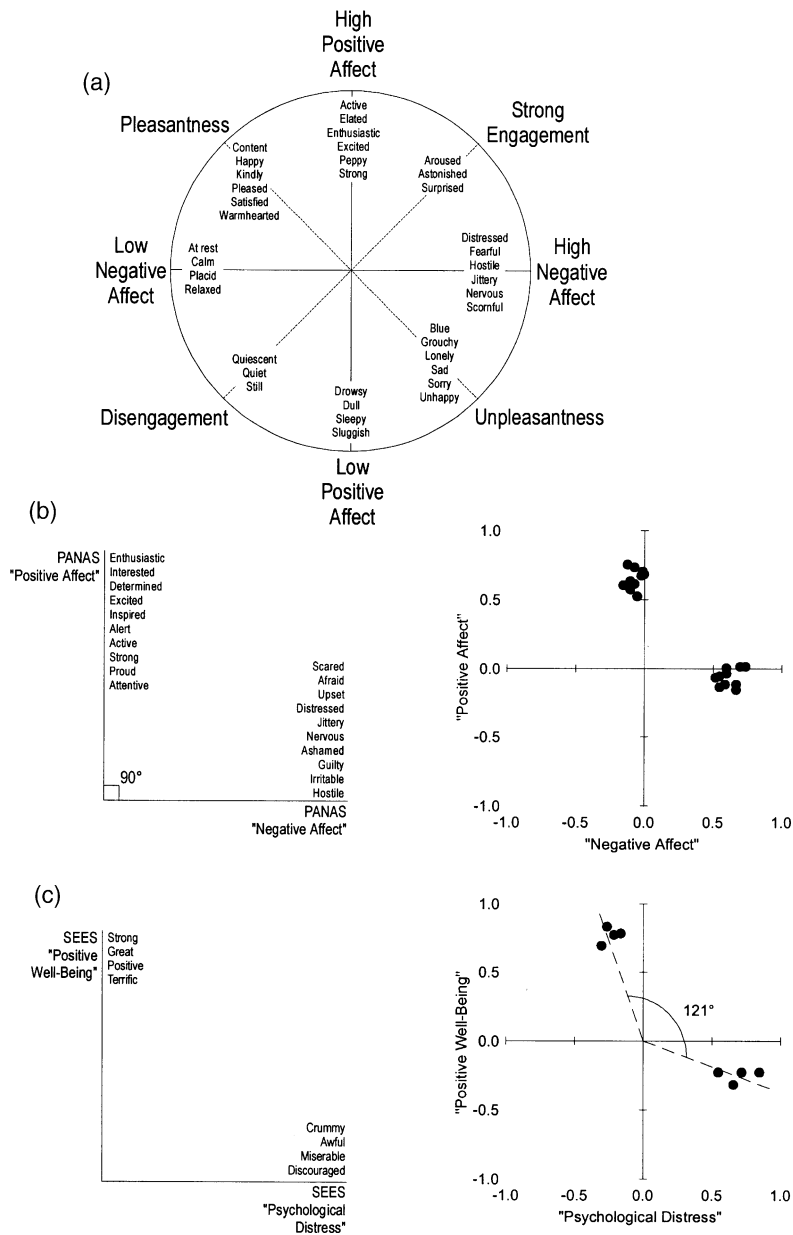 (a)
High
Positive
Affect
Pleasantness
Strong
Engagement
Active
Elated
Enthusiastic
Excited
Peppy
Strong
Content
Happy
Kindly
Pleased
Satisfied
Warmhearted
Aroused
Astonished
Surprised
Low
Negative
Affect
At rest
Calm
Placid
Relaxed
Distressed
Fearful
Hostile
Jittery
Nervous
Scornful
High
Negative
Affect
Quiescent
Quiet
Still
Blue
Grouchy
Lonely
Sad
Sorry
Unhappy
Drowsy
Dull
Sleepy
Sluggish
Disengagement
Unpleasantness
Low
Positive
Affect
(b)
PANAS
"Positive Affect"
Enthusiastic
Interested
Determined
Excited
Inspired
Alert
Active
Strong
Proud
Attentive
Scared
Afraid
Upset
Distressed
Jittery
Nervous
Ashamed
Guilty
Irritable
Hostile
90°
PANAS
"Negative Affect"
1.0
0.5
0.0
-0.5
-1.0
"Positive Affect"
-1.0 -0.5 0.0 0.5 1.0
"Negative Affect"
(c)
SEES
"Positive
Well-Being"
Strong
Great
Positive
Terrific
Crummy
Awful
Miserable
Discouraged
SEES
"Psychological
Distress"
1.0
0.5
0.0
-0.5
-1.0
"Positive Well-Being"
121°
-1.0 -0.5 0.0 0.5 1.0
"Psychological Distress"